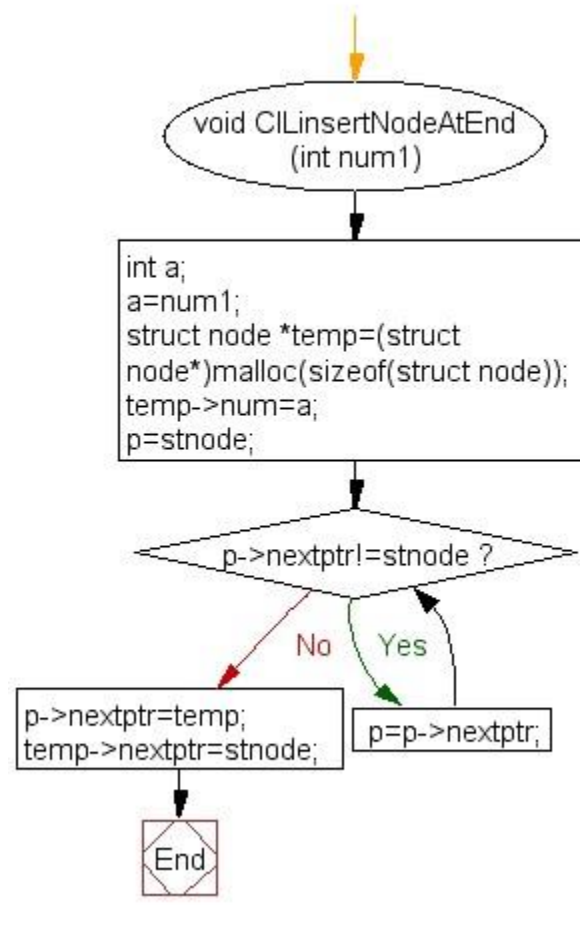 void ClLinsertNodeAtEnd
(int num1)
int a;
a=num1;
struct node *temp=(struct
node*)malloc(sizeof(struct node));
temp->num=a;
p=stnode;
p->nextptr!=stnode ?
No
Yes
p->nextptr=temp;
temp->nextptr=stnode;
p=p->nextptr;
End